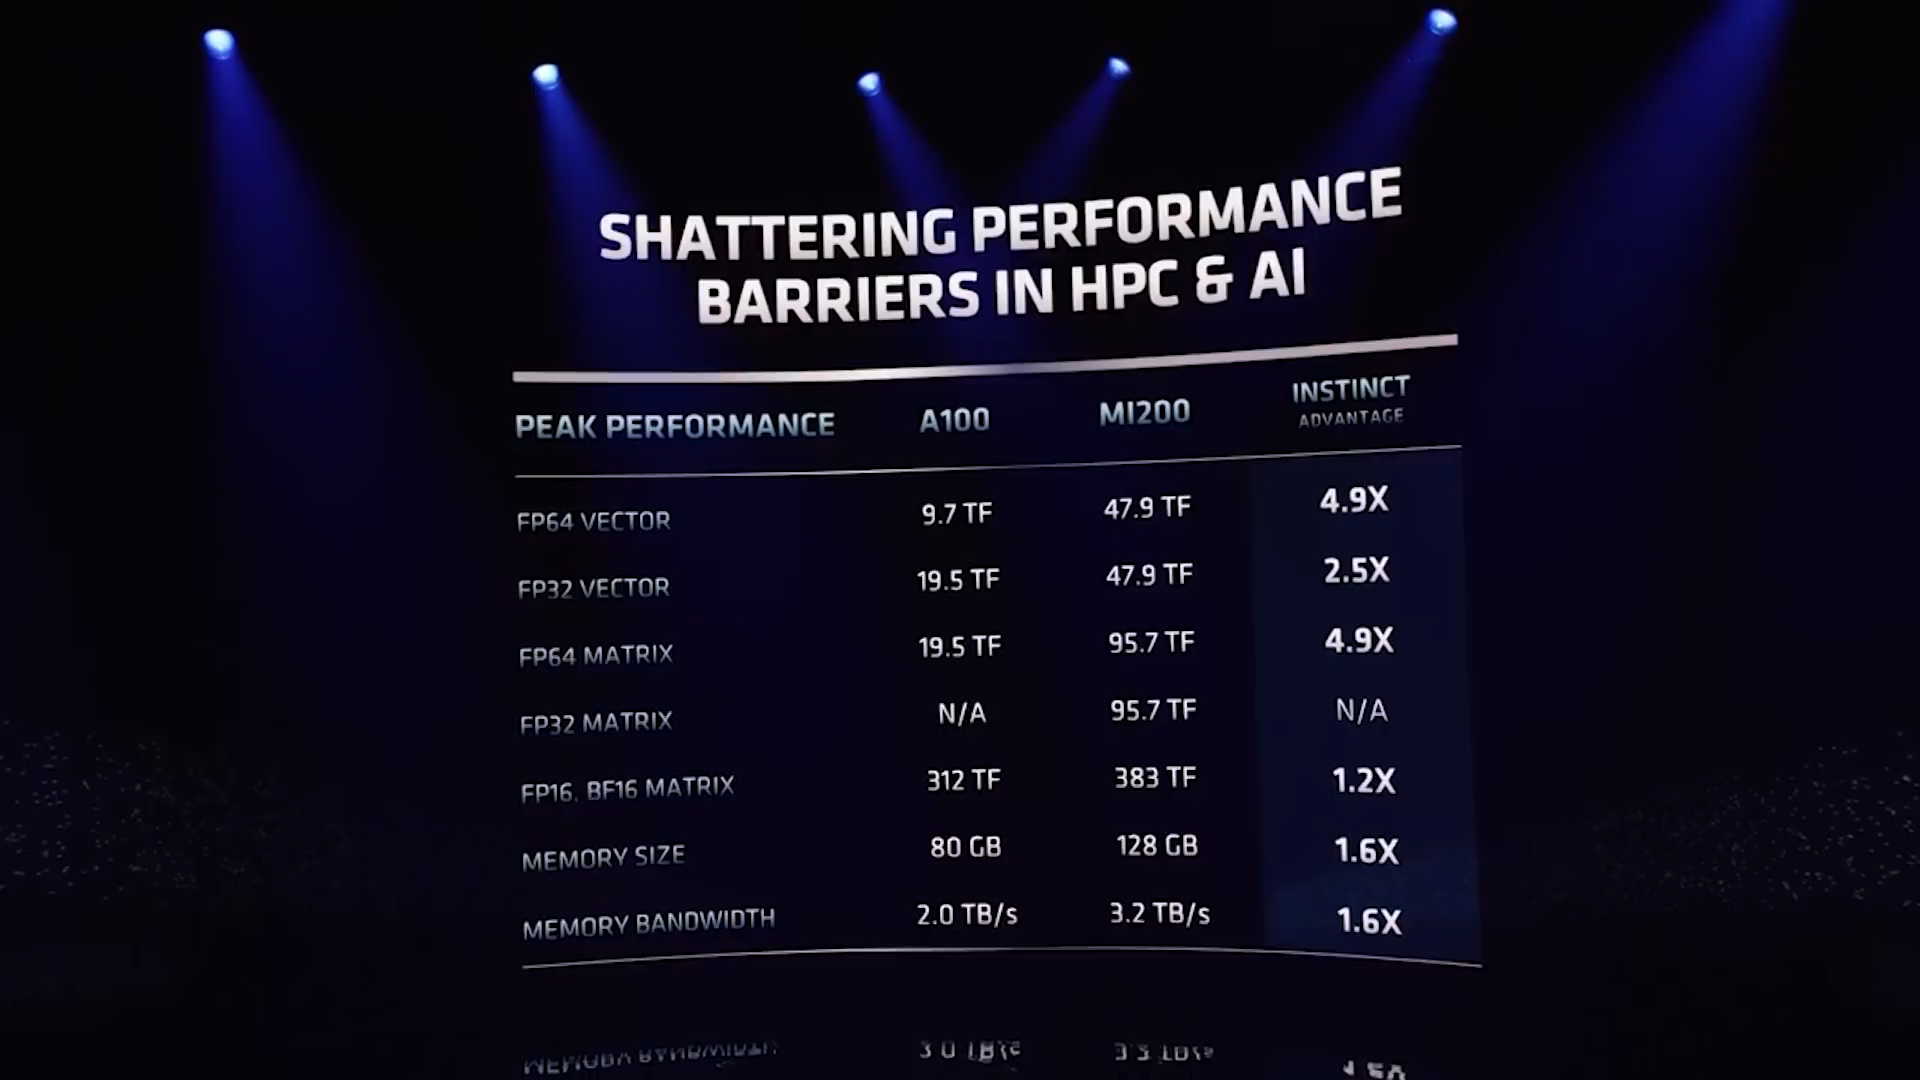 SHATTERING PERFORMANCE
BARRIERS IN HPC & AI
PEAK PERFORMANCE A100 MI200 INSTINCT ADVANTAGE
FP64 VECTOR 9.7 TF 47.9 TF 4.9X
FP32 VECTOR 19.5 TF 47.9 TF 2.5X
FP64 MATRIX 19.5 TF 95.7 TF 4.9X
FP32 MATRIX N/A 95.7 TF N/A
FP16, BF16 MATRIX 312 TF 383 TF 1.2X
MEMORY SIZE 80 GB 128 GB 1.6X
MEMORY BANDWIDTH 2.0 TB/s 3.2 TB/s 1.6X